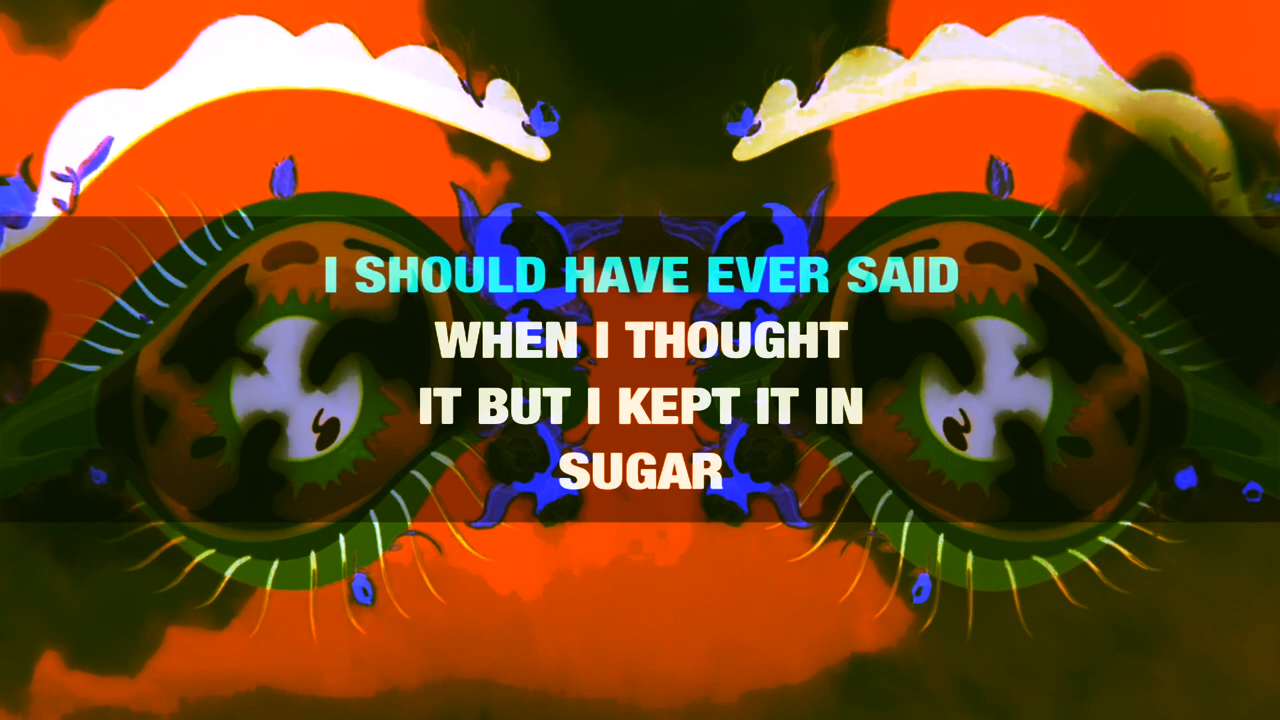 I SHOULD HAVE EVER SAID
WHEN I THOUGHT
IT BUT I KEPT IT IN
SUGAR